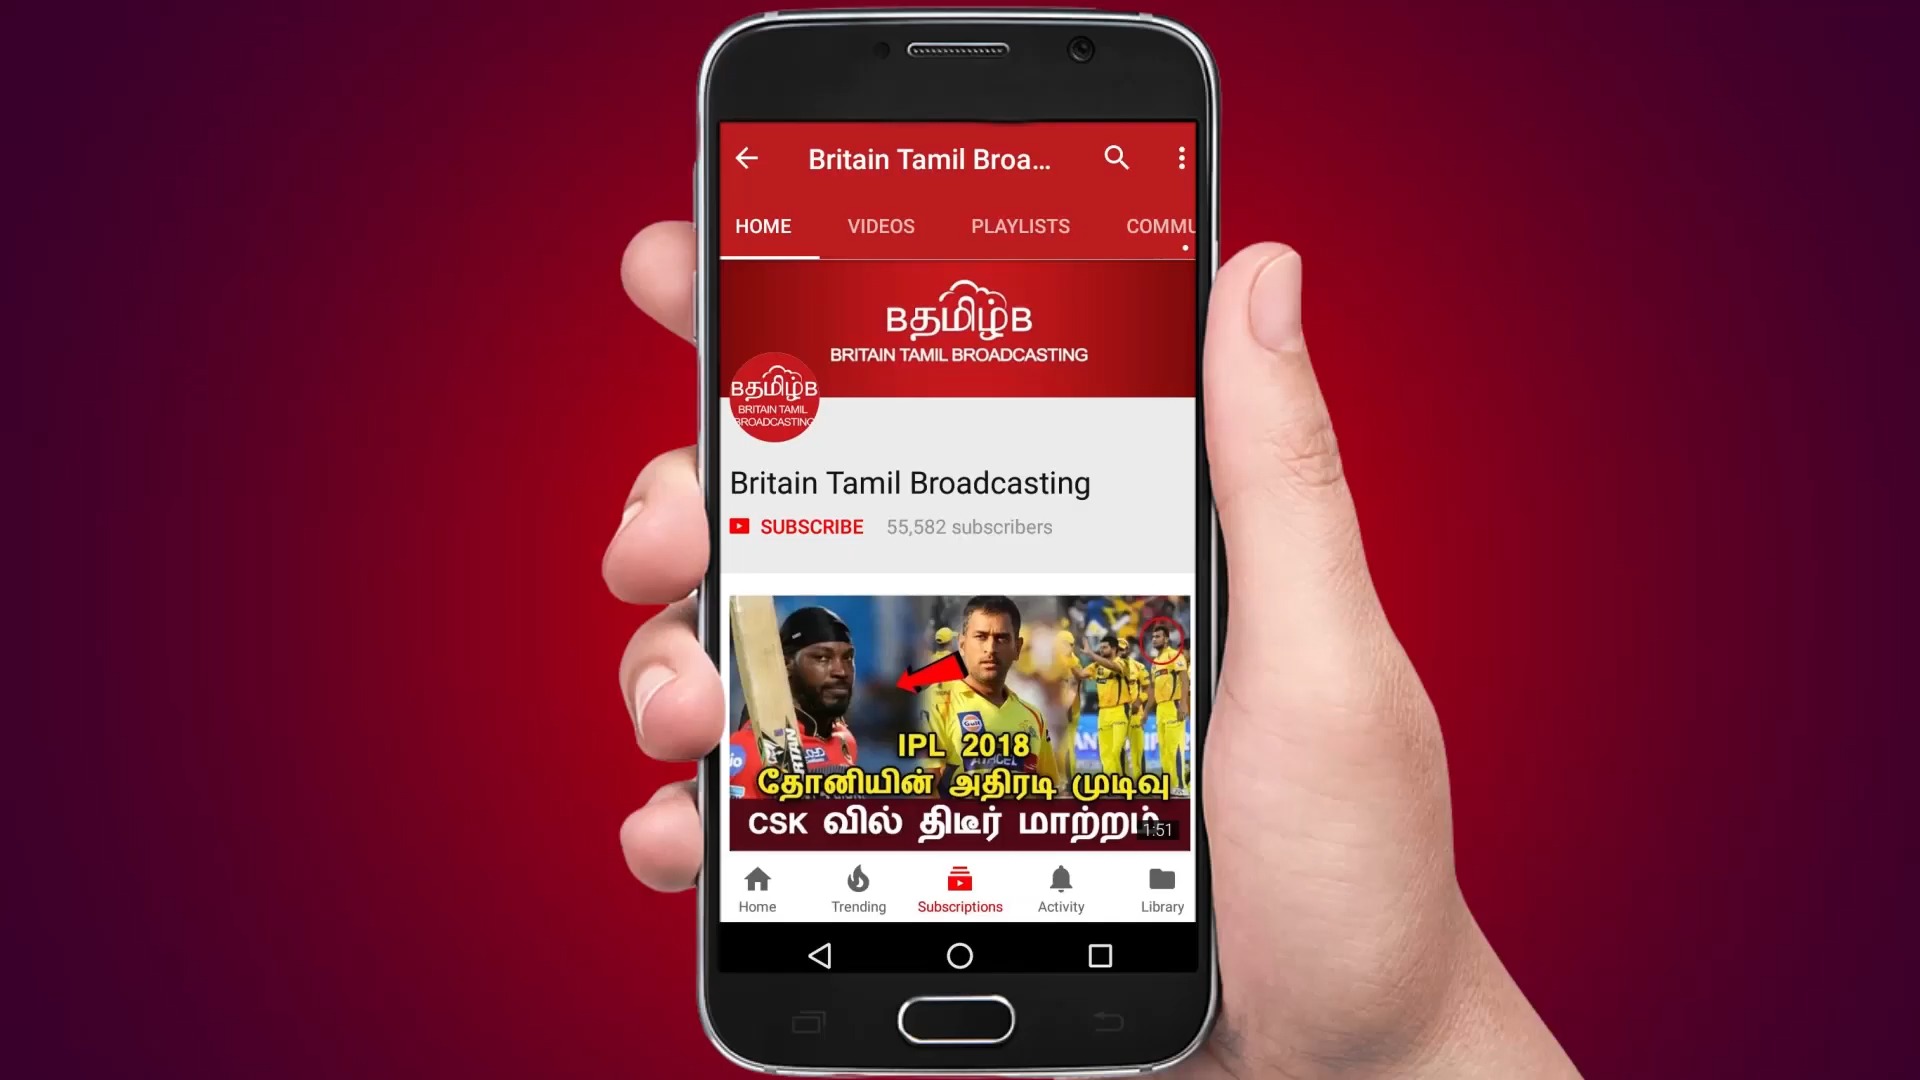 Britain Tamil Broa...
HOME VIDEOS PLAYLISTS COMMU
Bதமிழ்B
BRITAIN TAMIL BROADCASTING
Bதமிழ்B
BRITAIN TAMIL
BROADCASTING
Britain Tamil Broadcasting
SUBSCRIBE 55,582 subscribers
IPL 2018
தோனியின் அதிரடி முடிவு
CSK வில் திடீர் மாற்றம்
1:51
Home Trending Subscriptions Activity Library